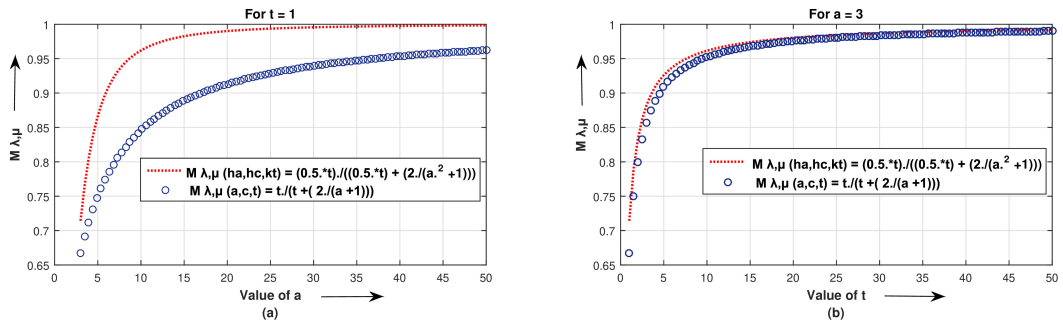 For t = 1
1
0.95
0.9
0.85
0.8
0.75
0.7
0.65
M λ,μ
M λ,μ (ha,hc,kt) = (0.5.*t)./((0.5.*t) + (2./(a.² +1)))
M λ,μ (a,c,t) = t./(t +( 2./(a +1)))
0 5 10 15 20 25 30 35 40 45 50
Value of a
(a)
For a = 3
1
0.95
0.9
0.85
0.8
0.75
0.7
0.65
M λ,μ
M λ,μ (ha,hc,kt) = (0.5.*t)./((0.5.*t) + (2./(a.² +1)))
M λ,μ (a,c,t) = t./(t +( 2./(a +1)))
0 5 10 15 20 25 30 35 40 45 50
Value of t
(b)